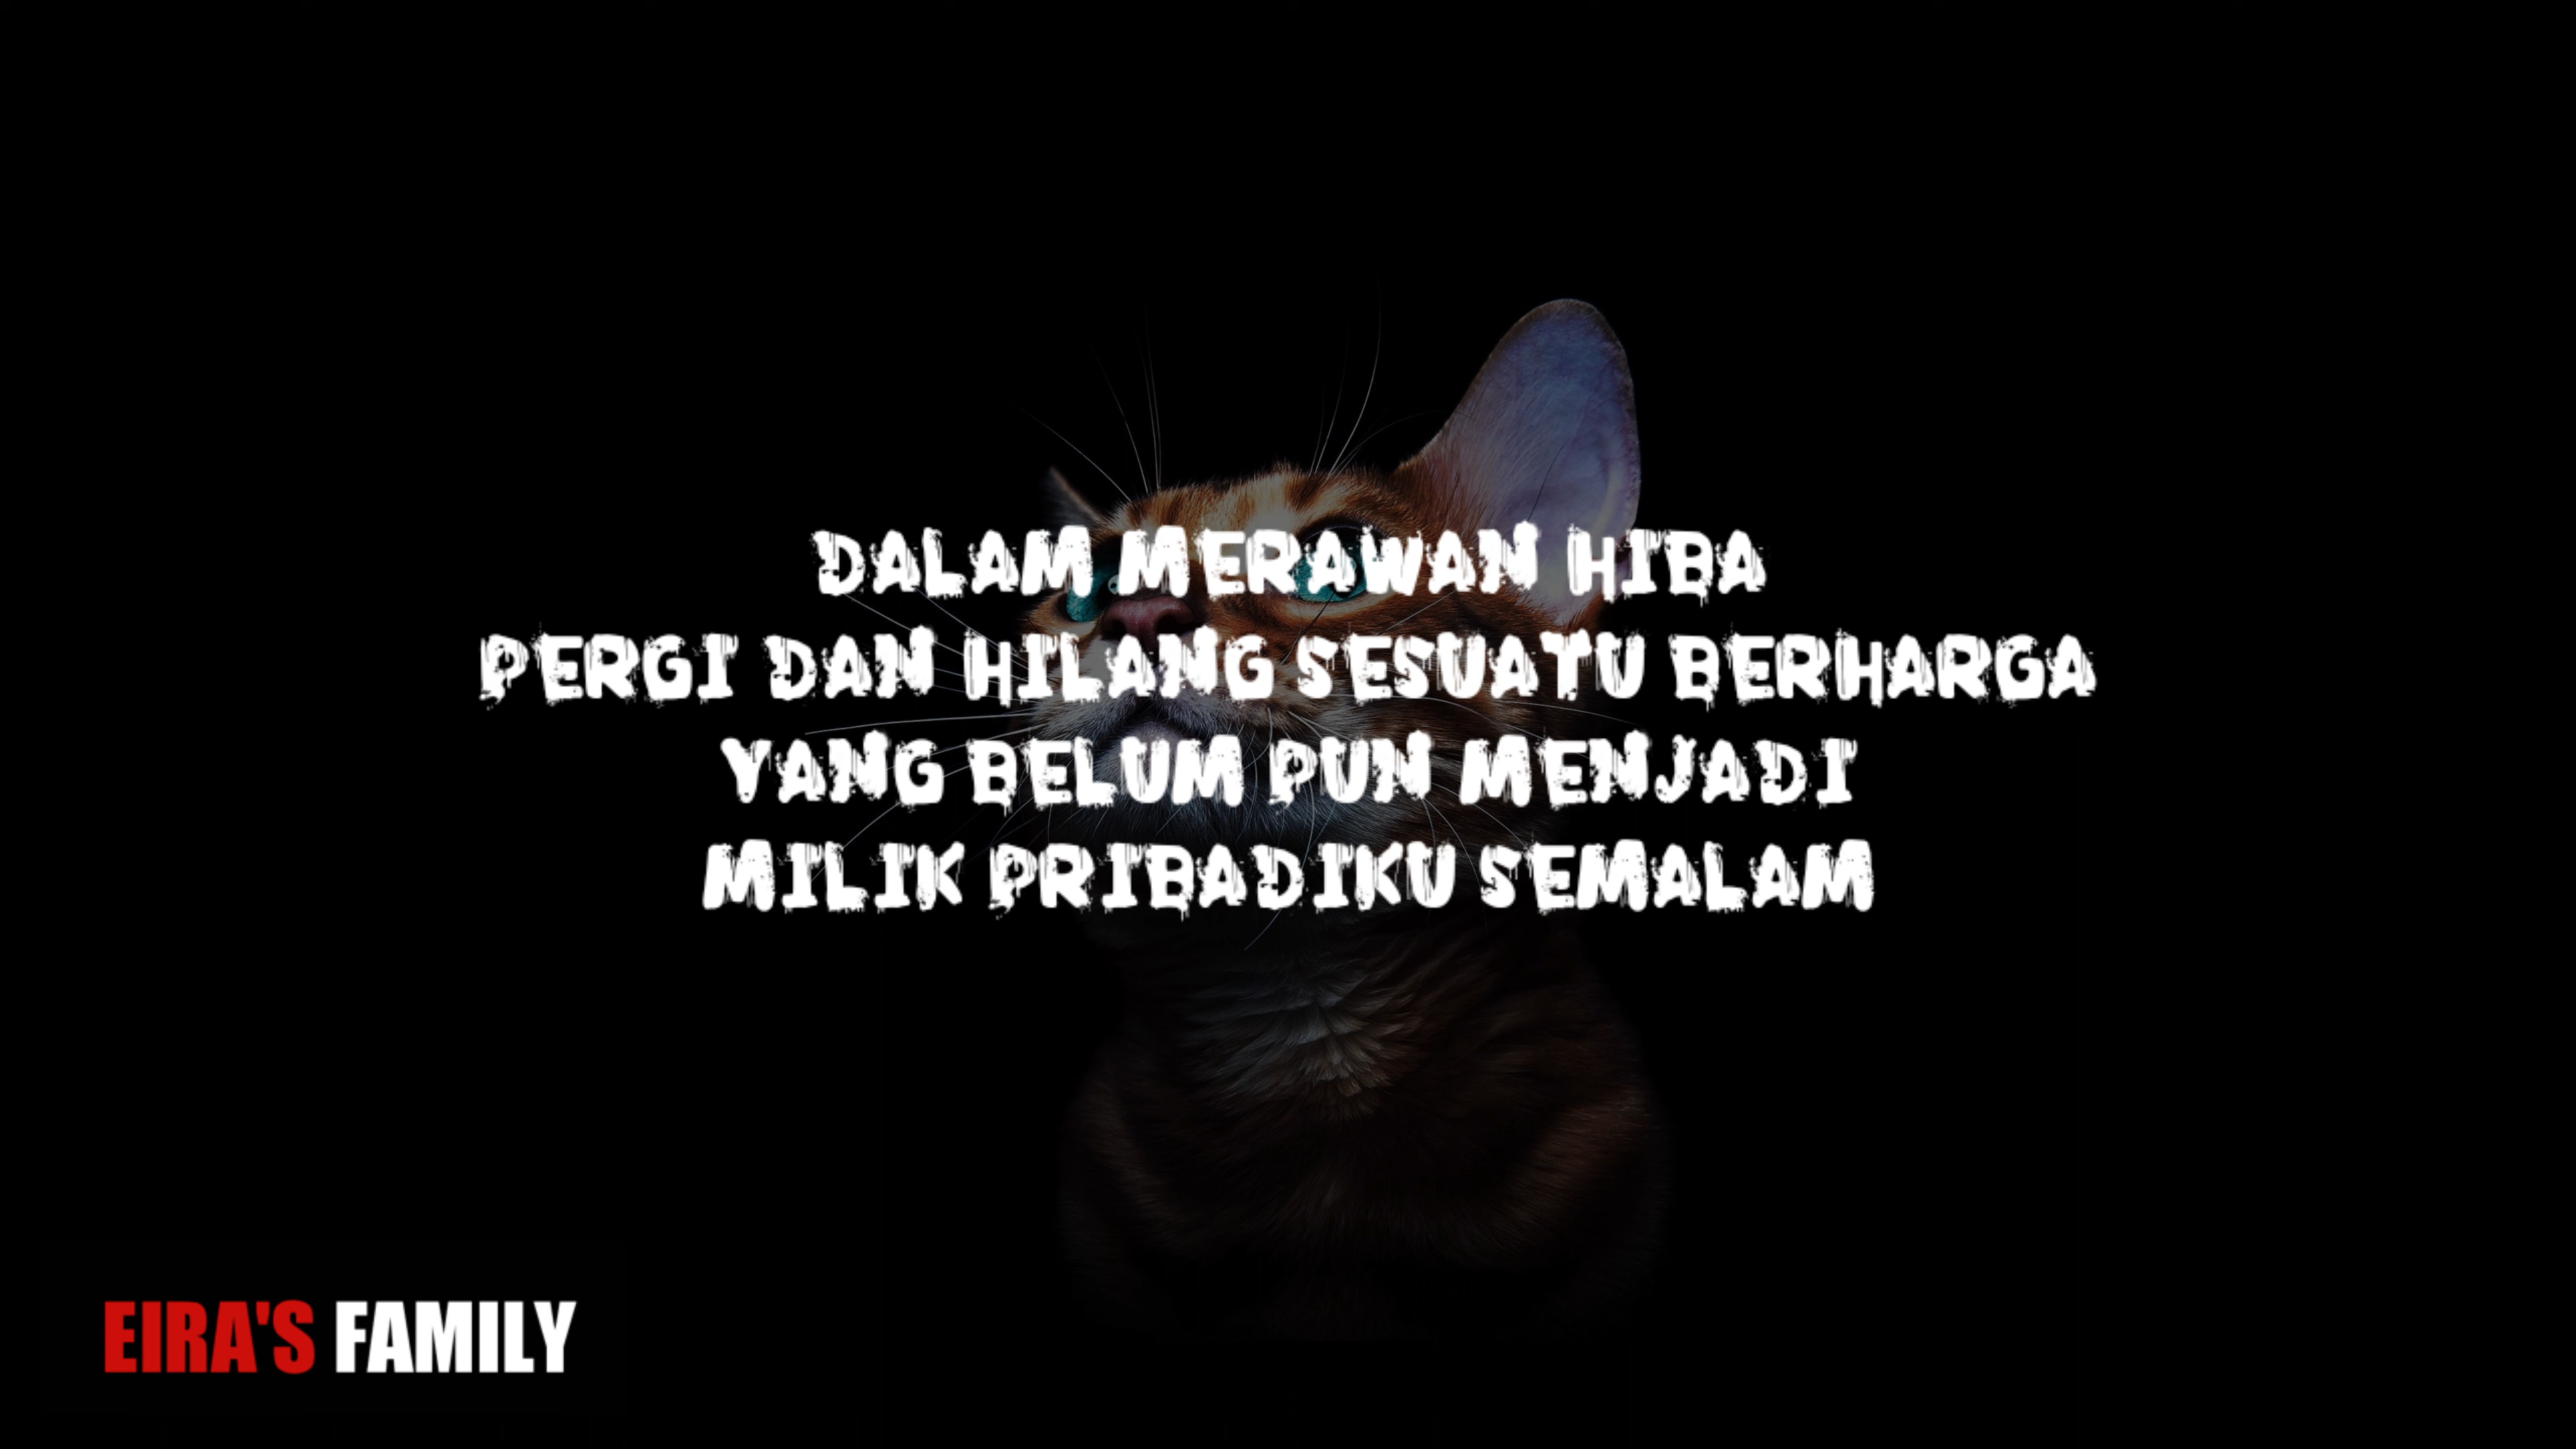 DALAM MERAWAN HIBA
PERGI DAN HILANG SESUATU BERHARGA
YANG BELUM PUN MENJADI
MILIK PRIBADIKU SEMALAM
EIRA'S FAMILY